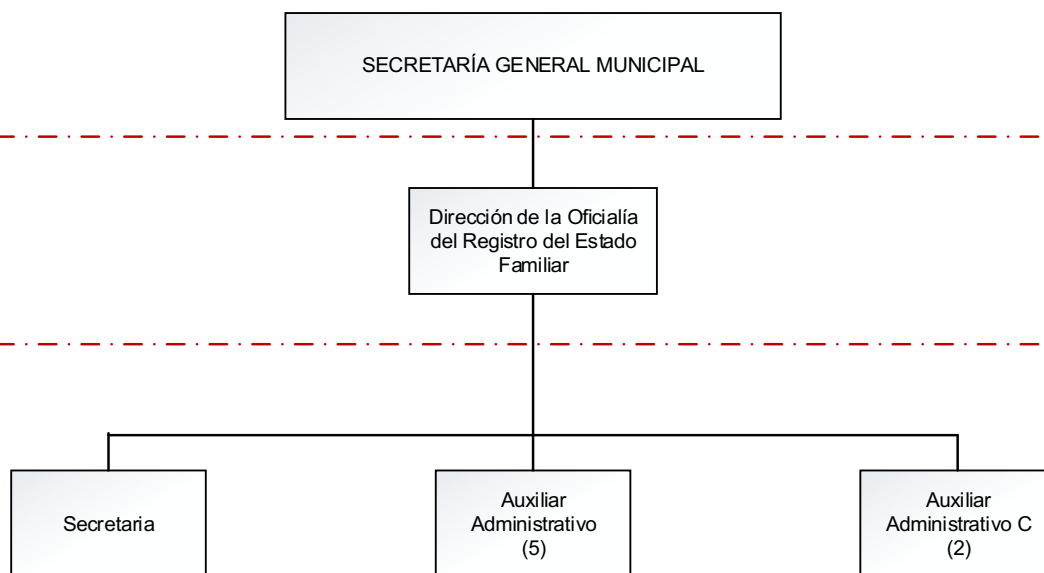 SECRETARÍA GENERAL MUNICIPAL
Dirección de la Oficialía
del Registro del Estado
Familiar
Secretaria
Auxiliar
Administrativo
(5)
Auxiliar
Administrativo C
(2)